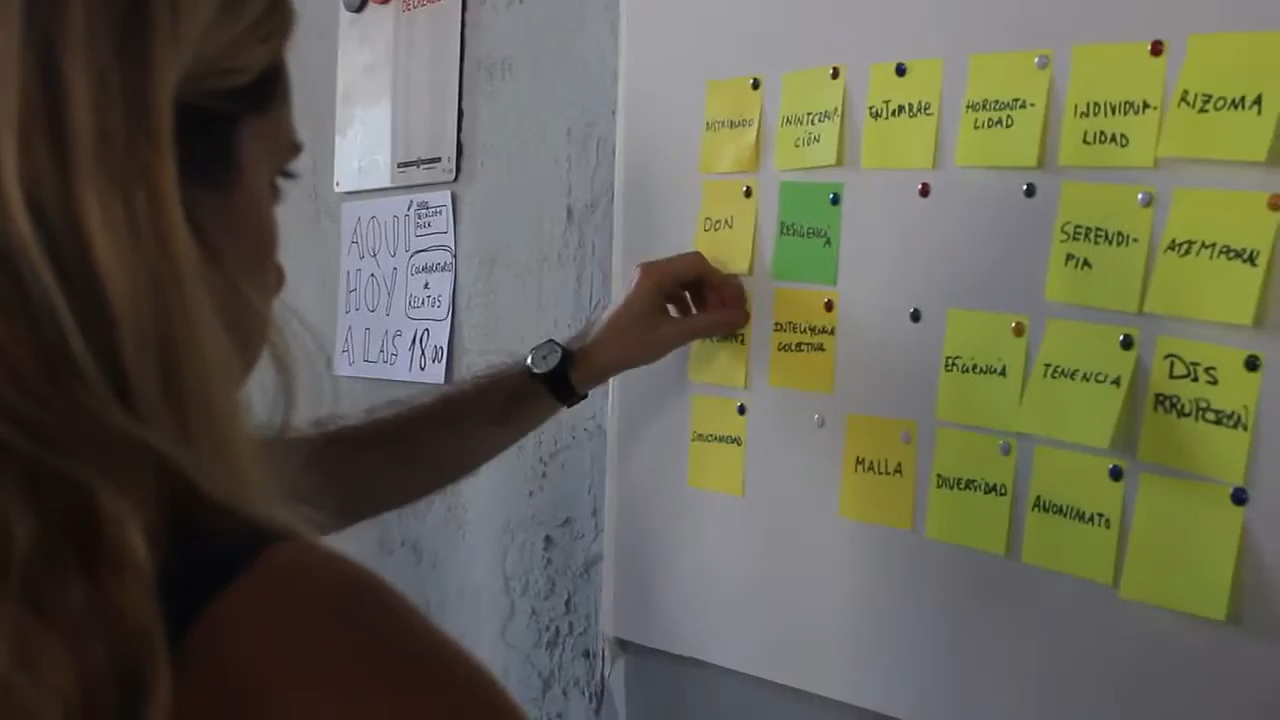 AQUÍ
HOY
A LAS 18:00
COLABORATORIO
de
RELATOS
DISTRIBUIDO
ININTERRUP-
CIÓN
ENJAMBRE
HORIZONTA-
LIDAD
INDIVIDUA-
LIDAD
RIZOMA
DON
RESILIENCIA
SERENDI-
PIA
ATEMPORAL
INTELIGENCIA
COLECTIVA
EFICIENCIA
TENENCIA
DIS
RRUPCIÓN
MALLA
DIVERSIDAD
ANONIMATO